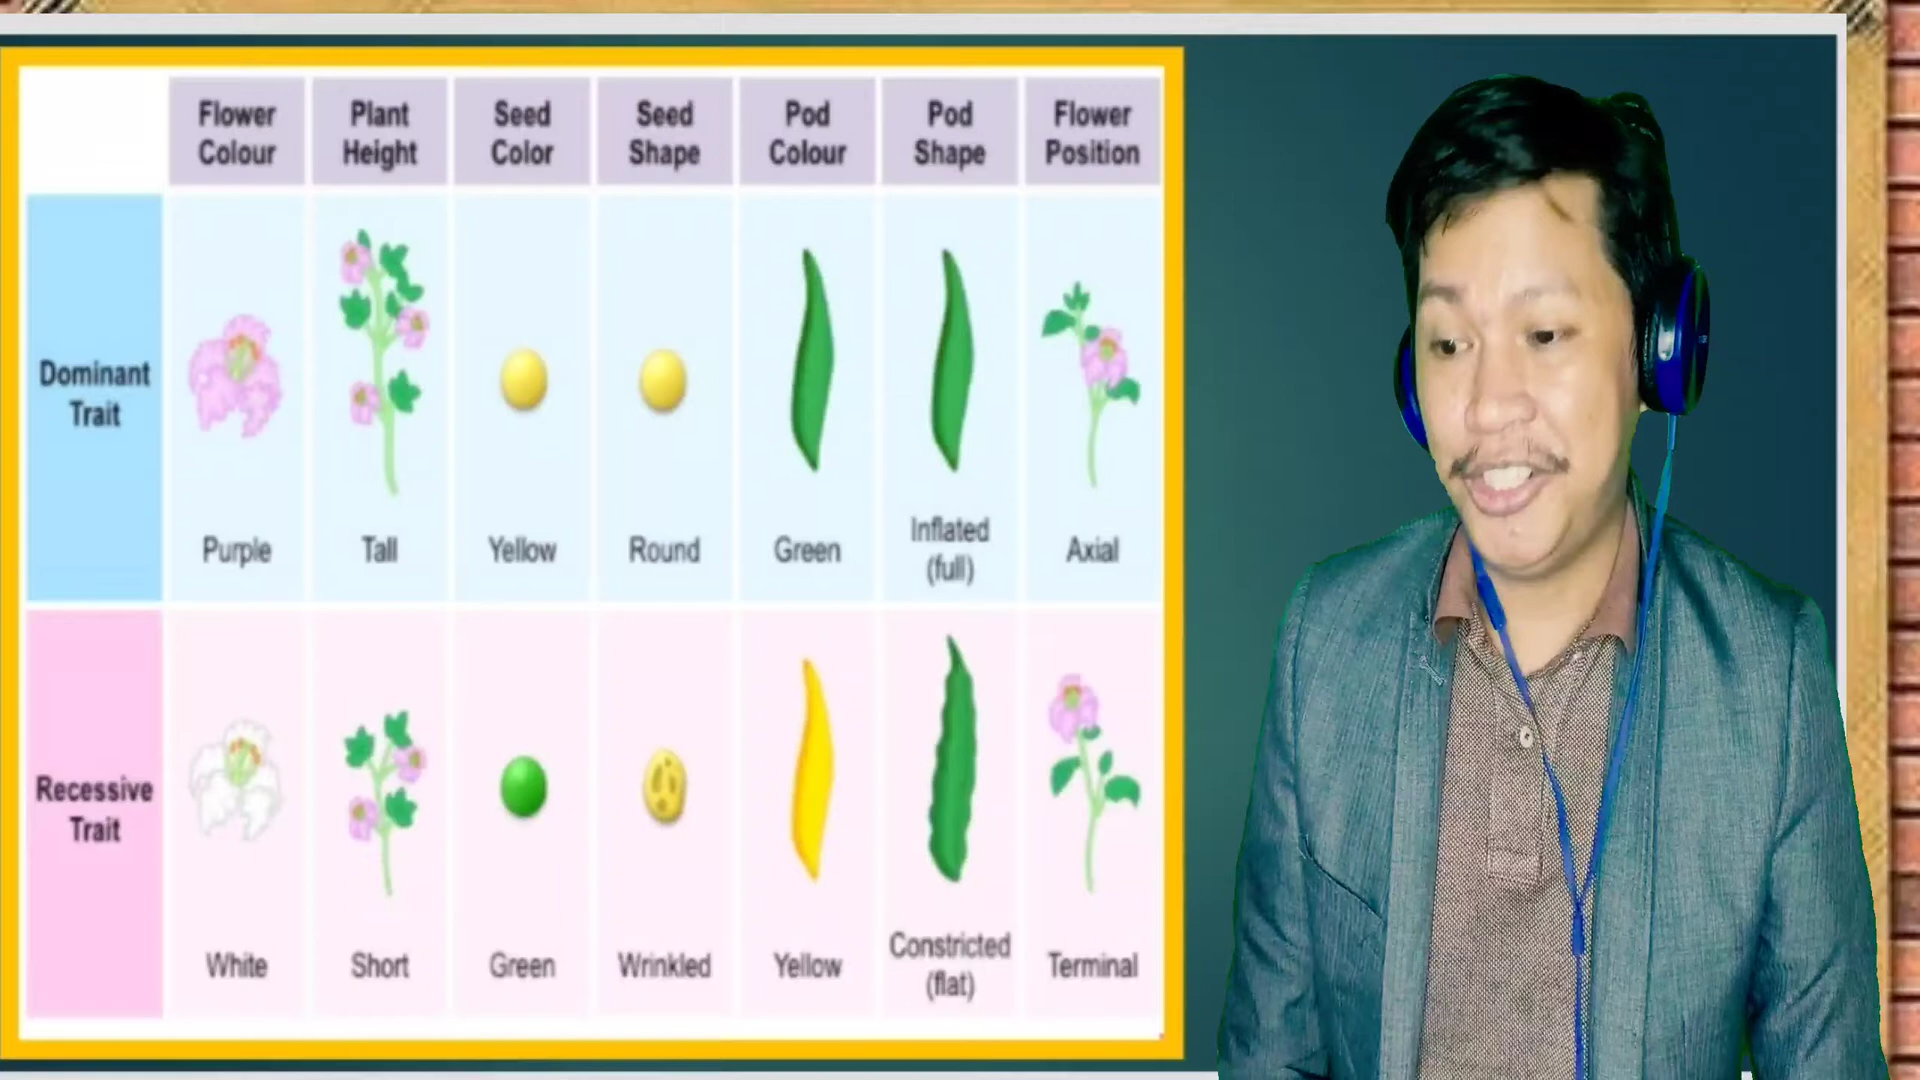 Flower
Colour
Plant
Height
Seed
Color
Seed
Shape
Pod
Colour
Pod
Shape
Flower
Position
Dominant
Trait
Purple
Tall
Yellow
Round
Green
Inflated
(full)
Axial
Recessive
Trait
White
Short
Green
Wrinkled
Yellow
Constricted
(flat)
Terminal